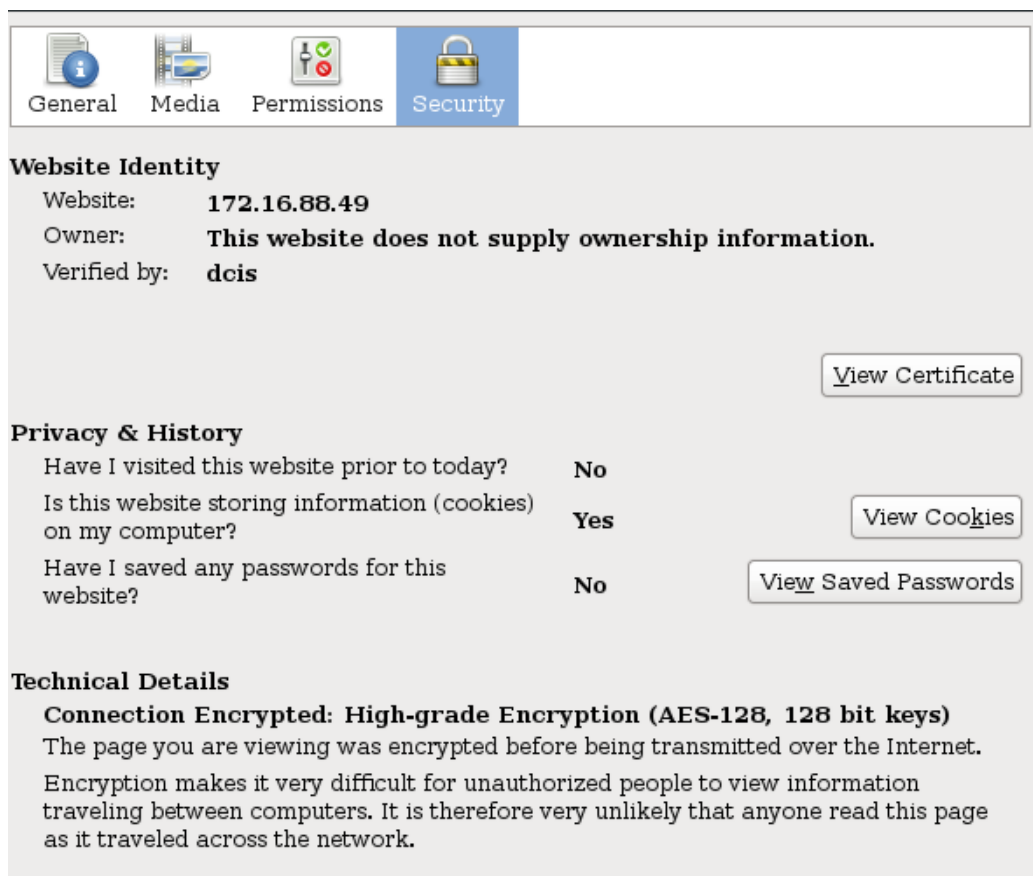 General Media Permissions Security
Website Identity
Website: 172.16.88.49
Owner: This website does not supply ownership information.
Verified by: dcis
View Certificate
Privacy & History
Have I visited this website prior to today? No
Is this website storing information (cookies)
on my computer? Yes View Cookies
Have I saved any passwords for this
website? No View Saved Passwords
Technical Details
Connection Encrypted: High-grade Encryption (AES-128, 128 bit keys)
The page you are viewing was encrypted before being transmitted over the Internet.
Encryption makes it very difficult for unauthorized people to view information
traveling between computers. It is therefore very unlikely that anyone read this page
as it traveled across the network.